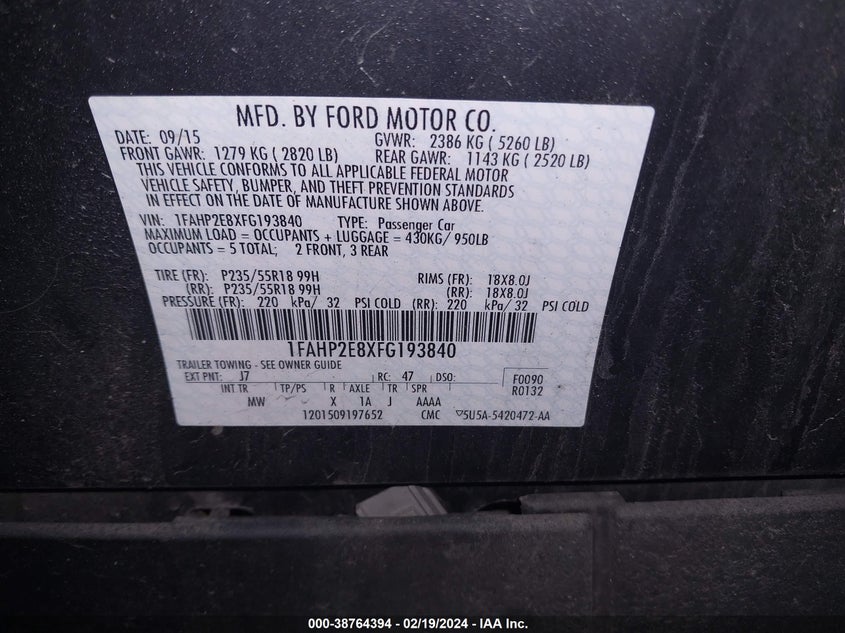 MFD. BY FORD MOTOR CO.
DATE: 09/15 GVWR: 2386 KG ( 5260 LB)
FRONT GAWR: 1279 KG ( 2820 LB) REAR GAWR: 1143 KG ( 2520 LB)
THIS VEHICLE CONFORMS TO ALL APPLICABLE FEDERAL MOTOR
VEHICLE SAFETY, BUMPER, AND THEFT PREVENTION STANDARDS
IN EFFECT ON THE DATE OF MANUFACTURE SHOWN ABOVE.
VIN: 1FAHP2E8XFG193840 TYPE: Passenger Car
MAXIMUM LOAD = OCCUPANTS + LUGGAGE = 430KG/ 950LB
OCCUPANTS = 5 TOTAL; 2 FRONT, 3 REAR
TIRE (FR): P235/55R18 99H RIMS (FR): 18X8.0J
(RR): P235/55R18 99H (RR): 18X8.0J
PRESSURE (FR): 220 kPa/ 32 PSI COLD (RR): 220 kPa/ 32 PSI COLD
1FAHP2E8XFG193840
TRAILER TOWING - SEE OWNER GUIDE
EXT PNT: J7 RC: 47 DSO: F0090
INT TR TP/PS R AXLE TR SPR R0132
MW X 1A J AAAA
1201509197652 CMC ▽5U5A-5420472-AA
000-38764394 - 02/19/2024 - IAA Inc.